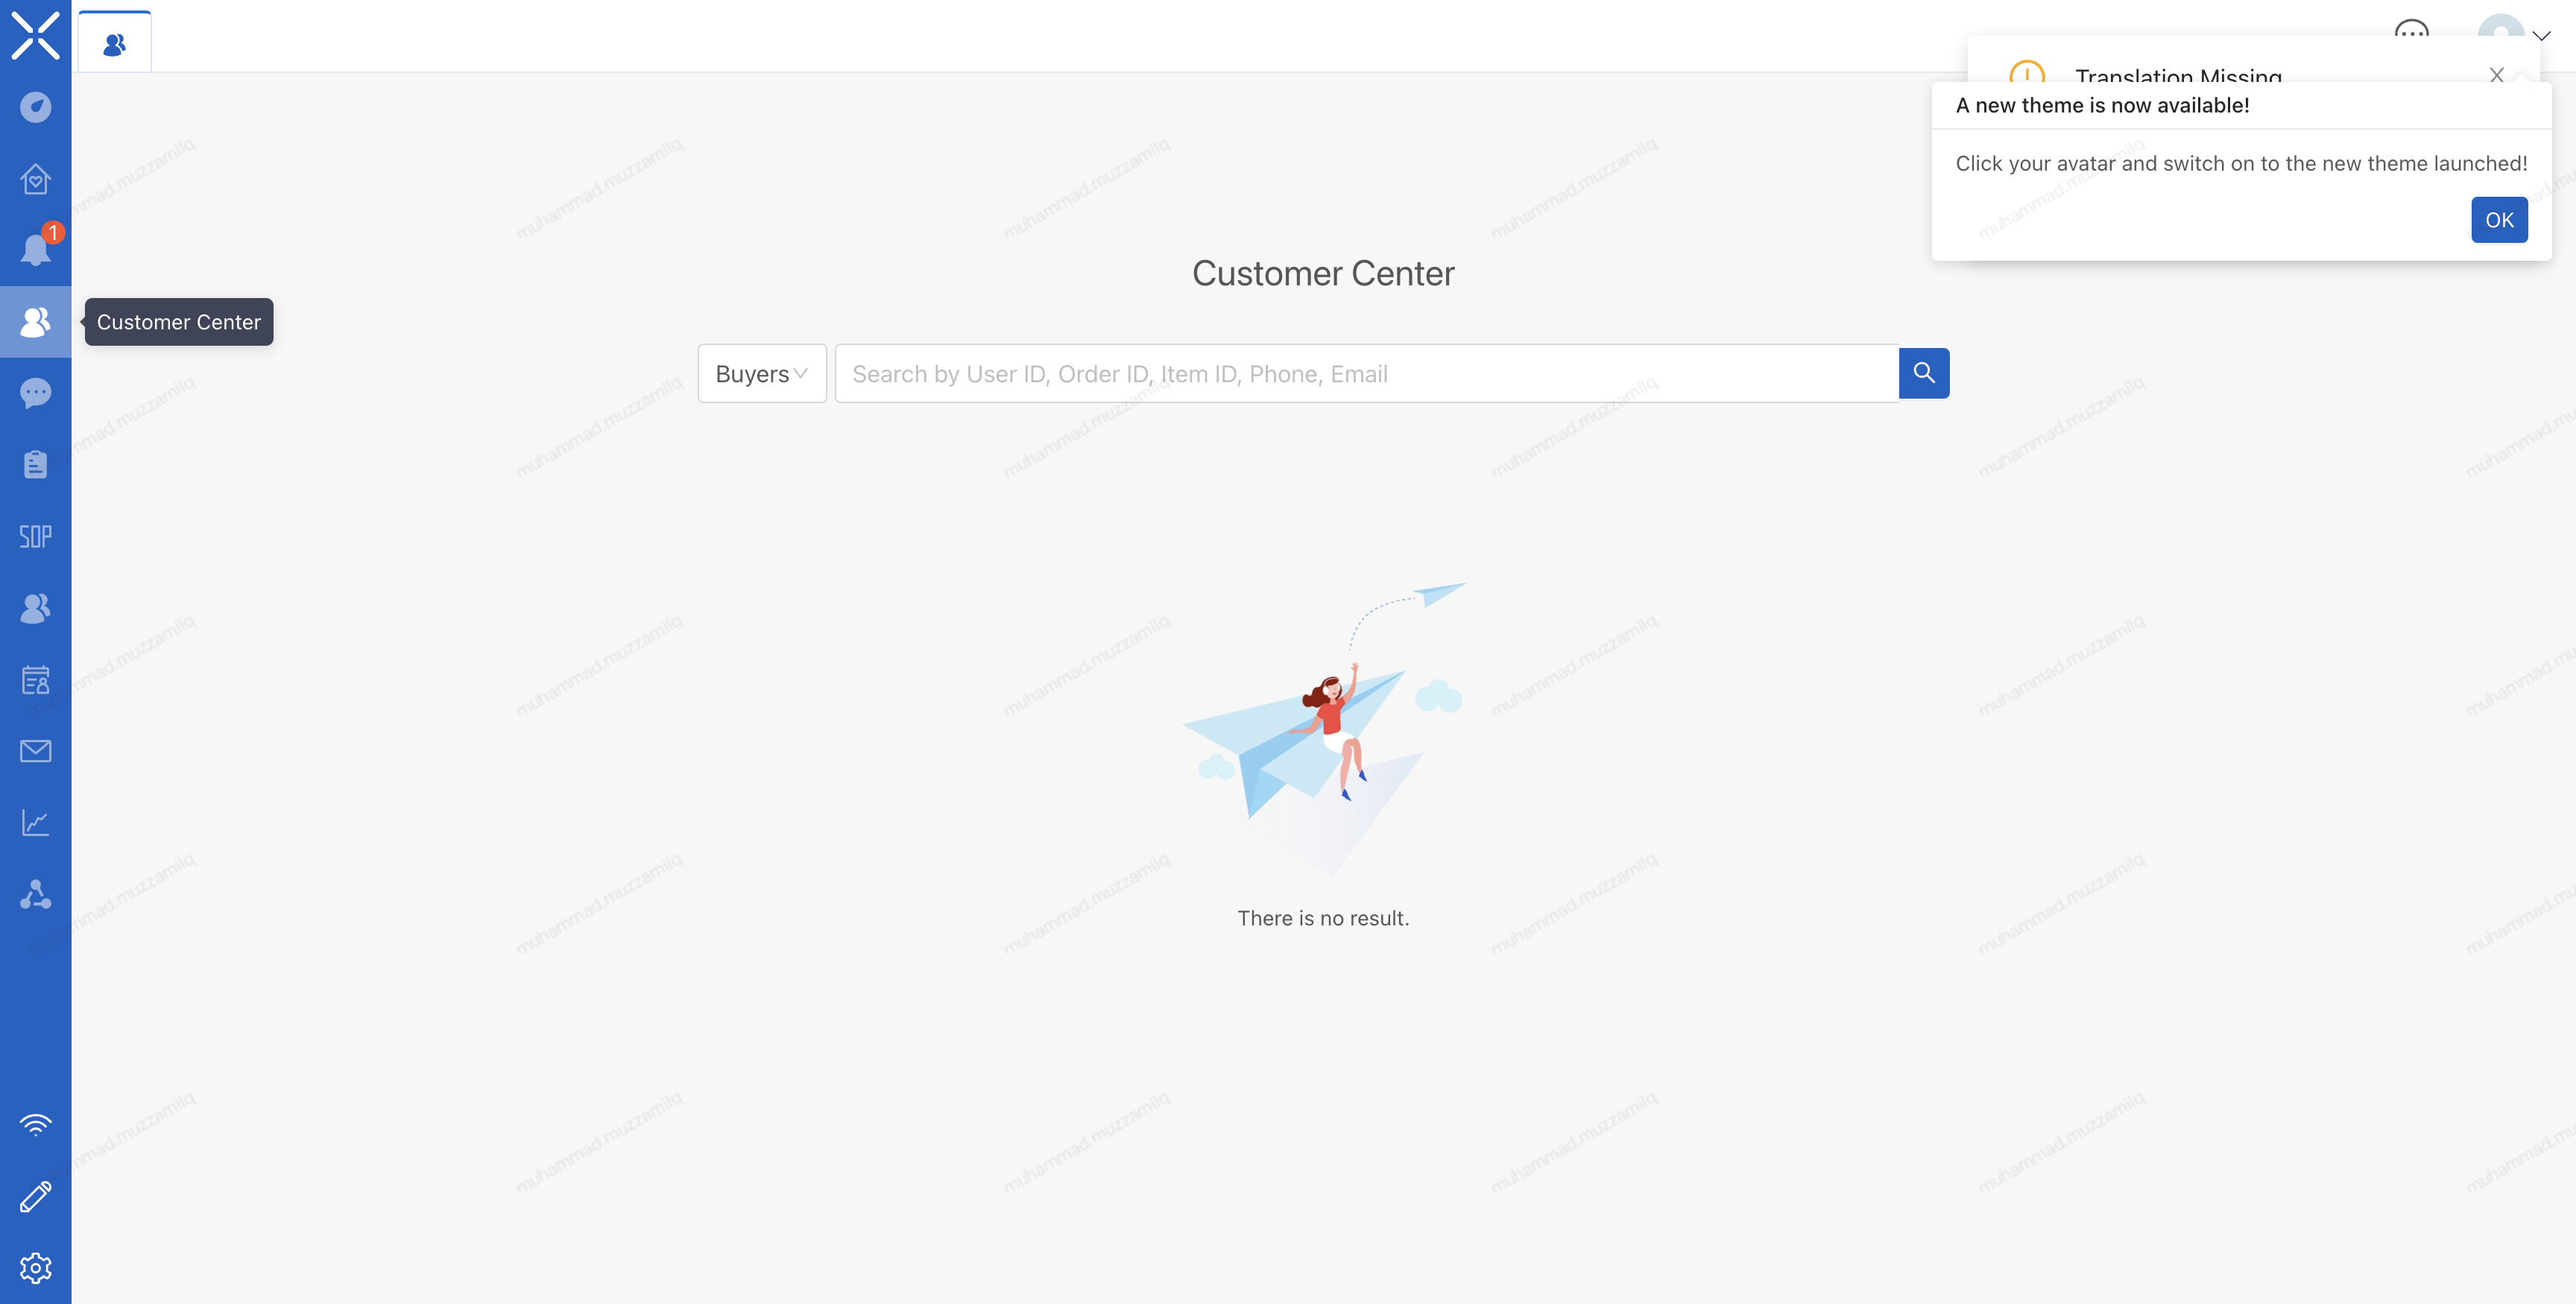 Translation Missing
A new theme is now available!
Click your avatar and switch on to the new theme launched!
OK
1
Customer Center
Customer Center
Buyers
Search by User ID, Order ID, Item ID, Phone, Email
SOP
There is no result.
muhammad.muzzamilq